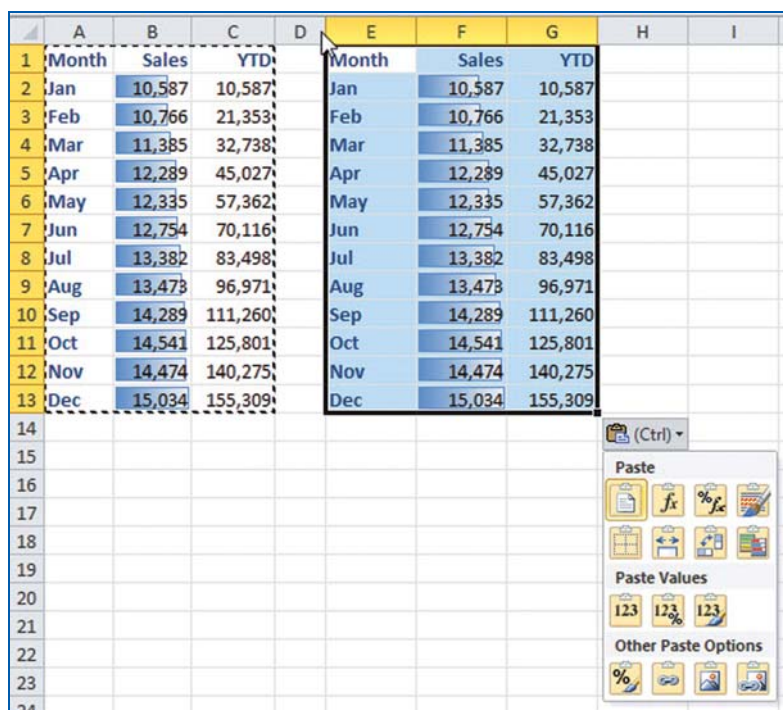 A B C D E F G H I
1 Month Sales YTD Month Sales YTD
2 Jan 10,587 10,587 Jan 10,587 10,587
3 Feb 10,766 21,353 Feb 10,766 21,353
4 Mar 11,385 32,738 Mar 11,385 32,738
5 Apr 12,289 45,027 Apr 12,289 45,027
6 May 12,335 57,362 May 12,335 57,362
7 Jun 12,754 70,116 Jun 12,754 70,116
8 Jul 13,382 83,498 Jul 13,382 83,498
9 Aug 13,473 96,971 Aug 13,473 96,971
10 Sep 14,289 111,260 Sep 14,289 111,260
11 Oct 14,541 125,801 Oct 14,541 125,801
12 Nov 14,474 140,275 Nov 14,474 140,275
13 Dec 15,034 155,309 Dec 15,034 155,309
14 (Ctrl)
15
Paste
16
17 fx %fx
18
19
Paste Values
20
21 123 123% 123
22
Other Paste Options
23 %
24